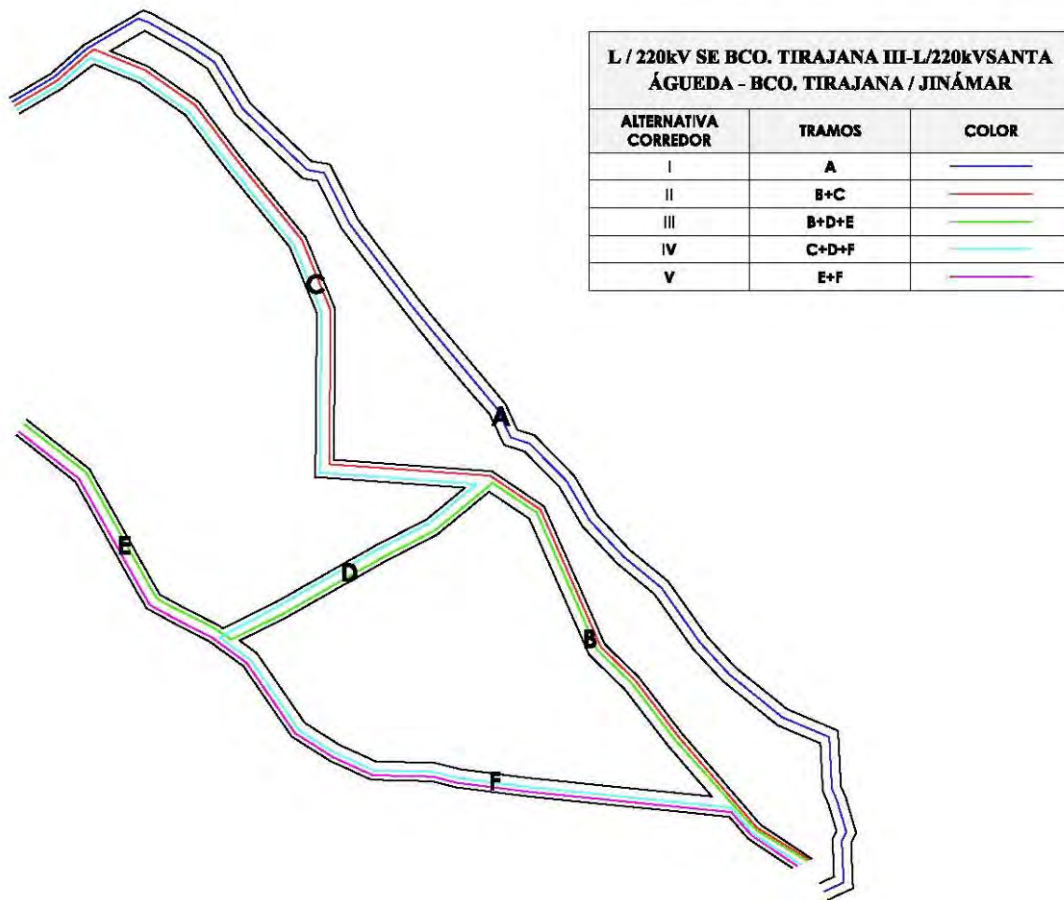 L / 220kV SE BCO. TIRAJANA III-L/220kVSANTA
ÁGUEDA - BCO. TIRAJANA / JINÁMAR
ALTERNATIVA CORREDOR TRAMOS COLOR
I A
II B+C
III B+D+E
IV C+D+F
V E+F
C
A
E
D
B
F